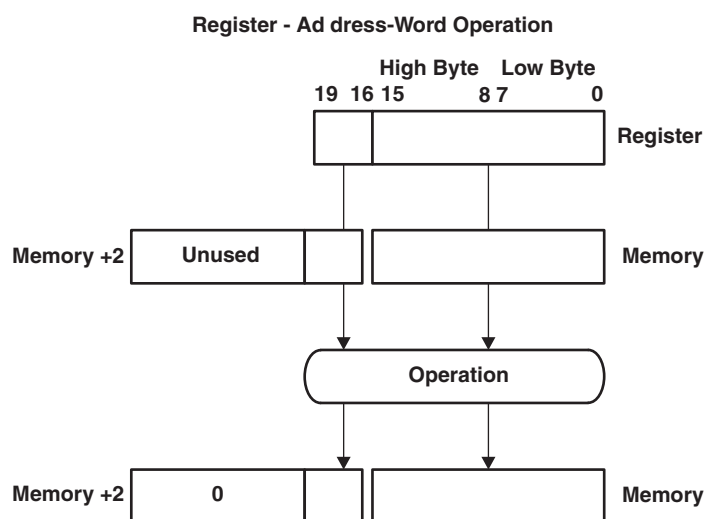 Register - Ad dress-Word Operation
High Byte Low Byte
19 16 15 8 7 0
Register
Memory +2 Unused Memory
Operation
Memory +2 0 Memory